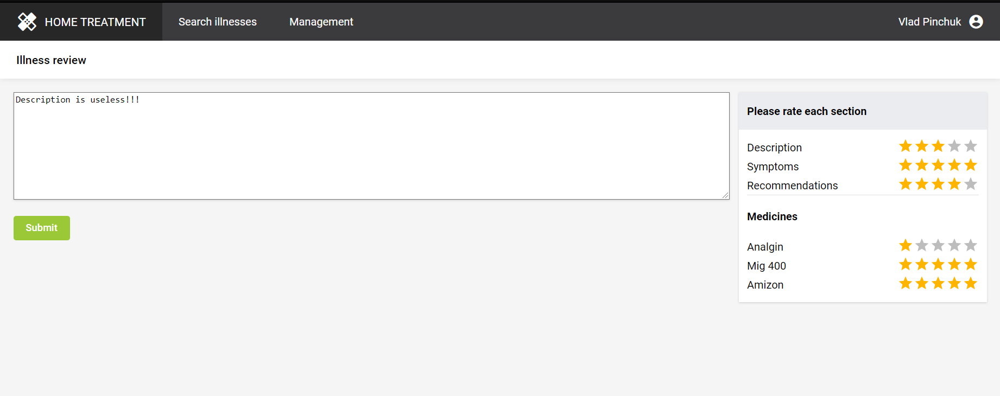 HOME TREATMENT Search illnesses Management Vlad Pinchuk
Illness review
Description is useless!!!
Submit
Please rate each section
Description
Symptoms
Recommendations
Medicines
Analgin
Mig 400
Amizon